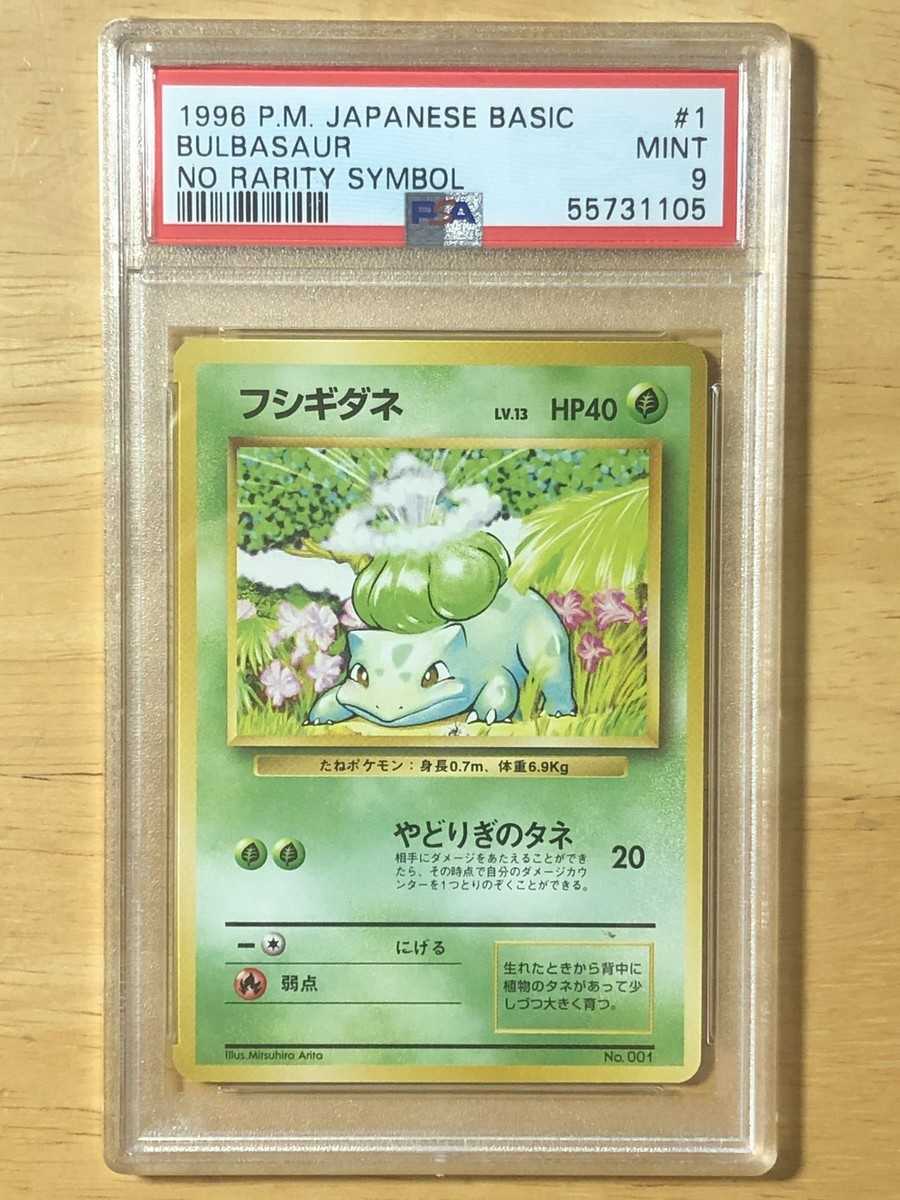 1996 P.M. JAPANESE BASIC #1
BULBASAUR MINT
NO RARITY SYMBOL 9
PSA
55731105
フシギダネ LV.13 HP40
たねポケモン：身長0.7m、体重6.9Kg
やどりぎのタネ 20
相手にダメージをあたえることができ
たら、その時点で自分のダメージカウ
ンターを1つとりのぞくことができる。
にげる
弱点
生れたときから背中に
植物のタネがあって少
しづつ大きく育つ。
Illus.Mitsuhiro Arita No. 001